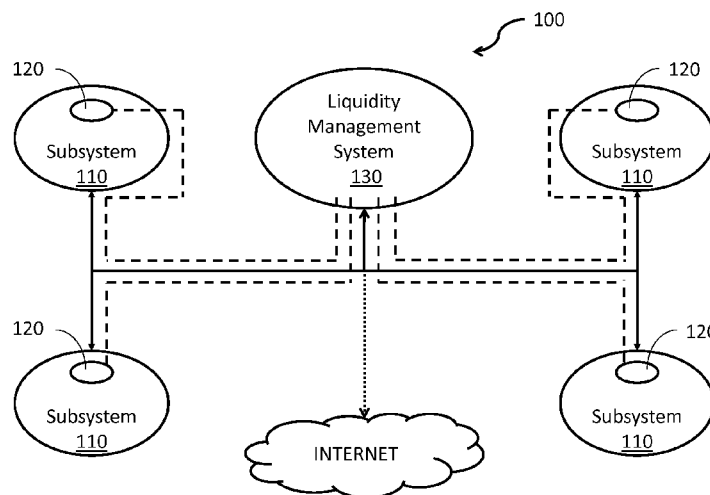 100
120
120
Liquidity
Management
System
130
Subsystem
110
Subsystem
110
120
120
Subsystem
110
Subsystem
110
INTERNET